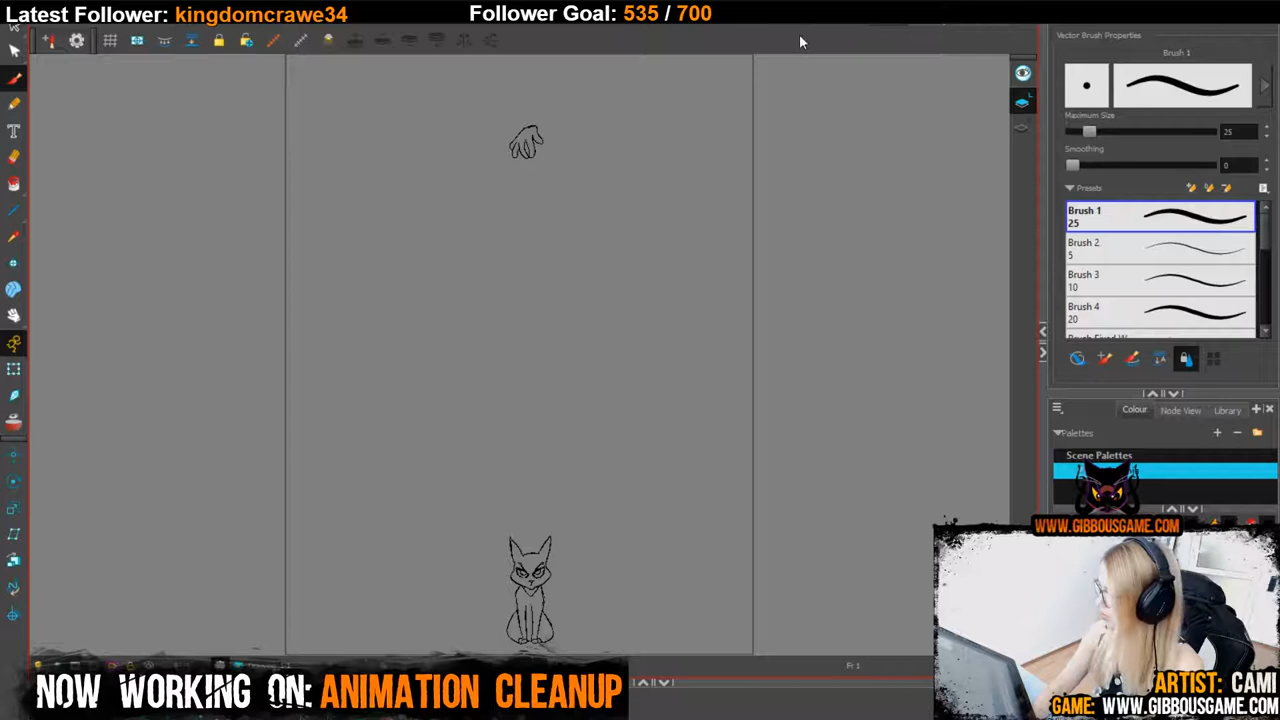 Latest Follower: kingdomcrawe34
Follower Goal: 535 / 700
Vector Brush Properties
Brush 1
Maximum Size
25
Smoothing
0
Presets
Brush 1
25
Brush 2
5
Brush 3
10
Brush 4
20
Colour
Node View
Library
Palettes
Scene Palettes
WWW.GIBBOUSGAME.COM
Fr 1
NOW WORKING ON: ANIMATION CLEANUP
ARTIST: CAMI
GAME: WWW.GIBBOUSGAME.COM